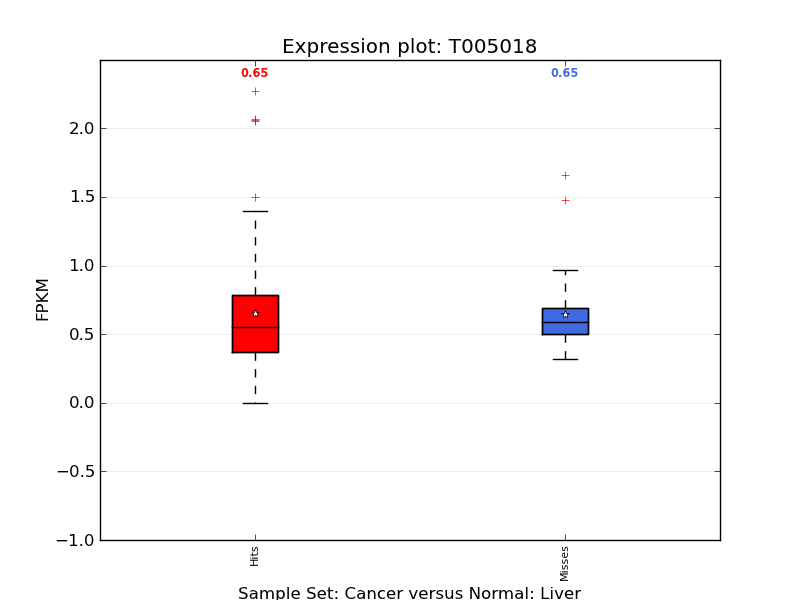 Expression plot: T005018
0.65
0.65
2.0
1.5
1.0
0.5
0.0
−0.5
−1.0
FPKM
Hits
Misses
Sample Set: Cancer versus Normal: Liver